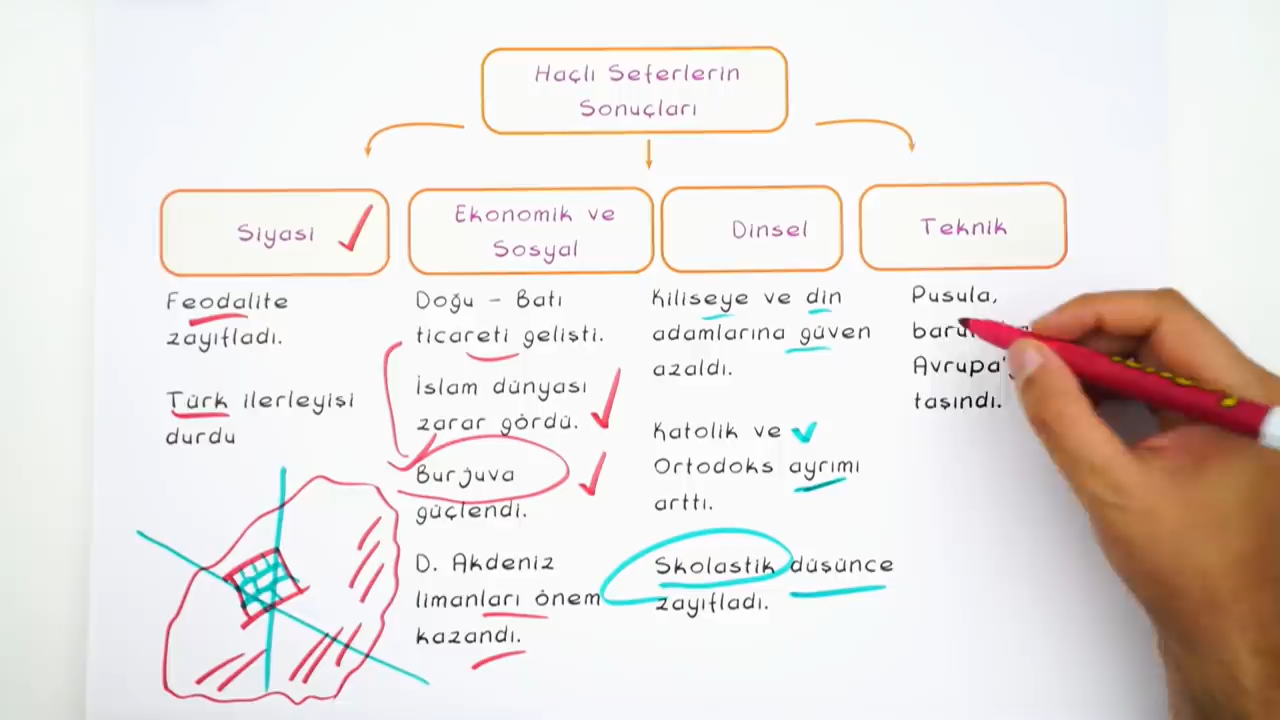 Haçlı Seferlerin
Sonuçları
Siyasi
Feodalite
zayıfladı.
Türk ilerleyişi
durdu
Ekonomik ve
Sosyal
Doğu - Batı
ticareti gelişti.
İslam dünyası
zarar gördü.
Burjuva
güçlendi.
D. Akdeniz
limanları önem
kazandı.
Dinsel
Kiliseye ve din
adamlarına güven
azaldı.
Katolik ve
Ortodoks ayrımı
arttı.
Skolastik düşünce
zayıfladı.
Teknik
Pusula,
Avrupa'
taşındı.